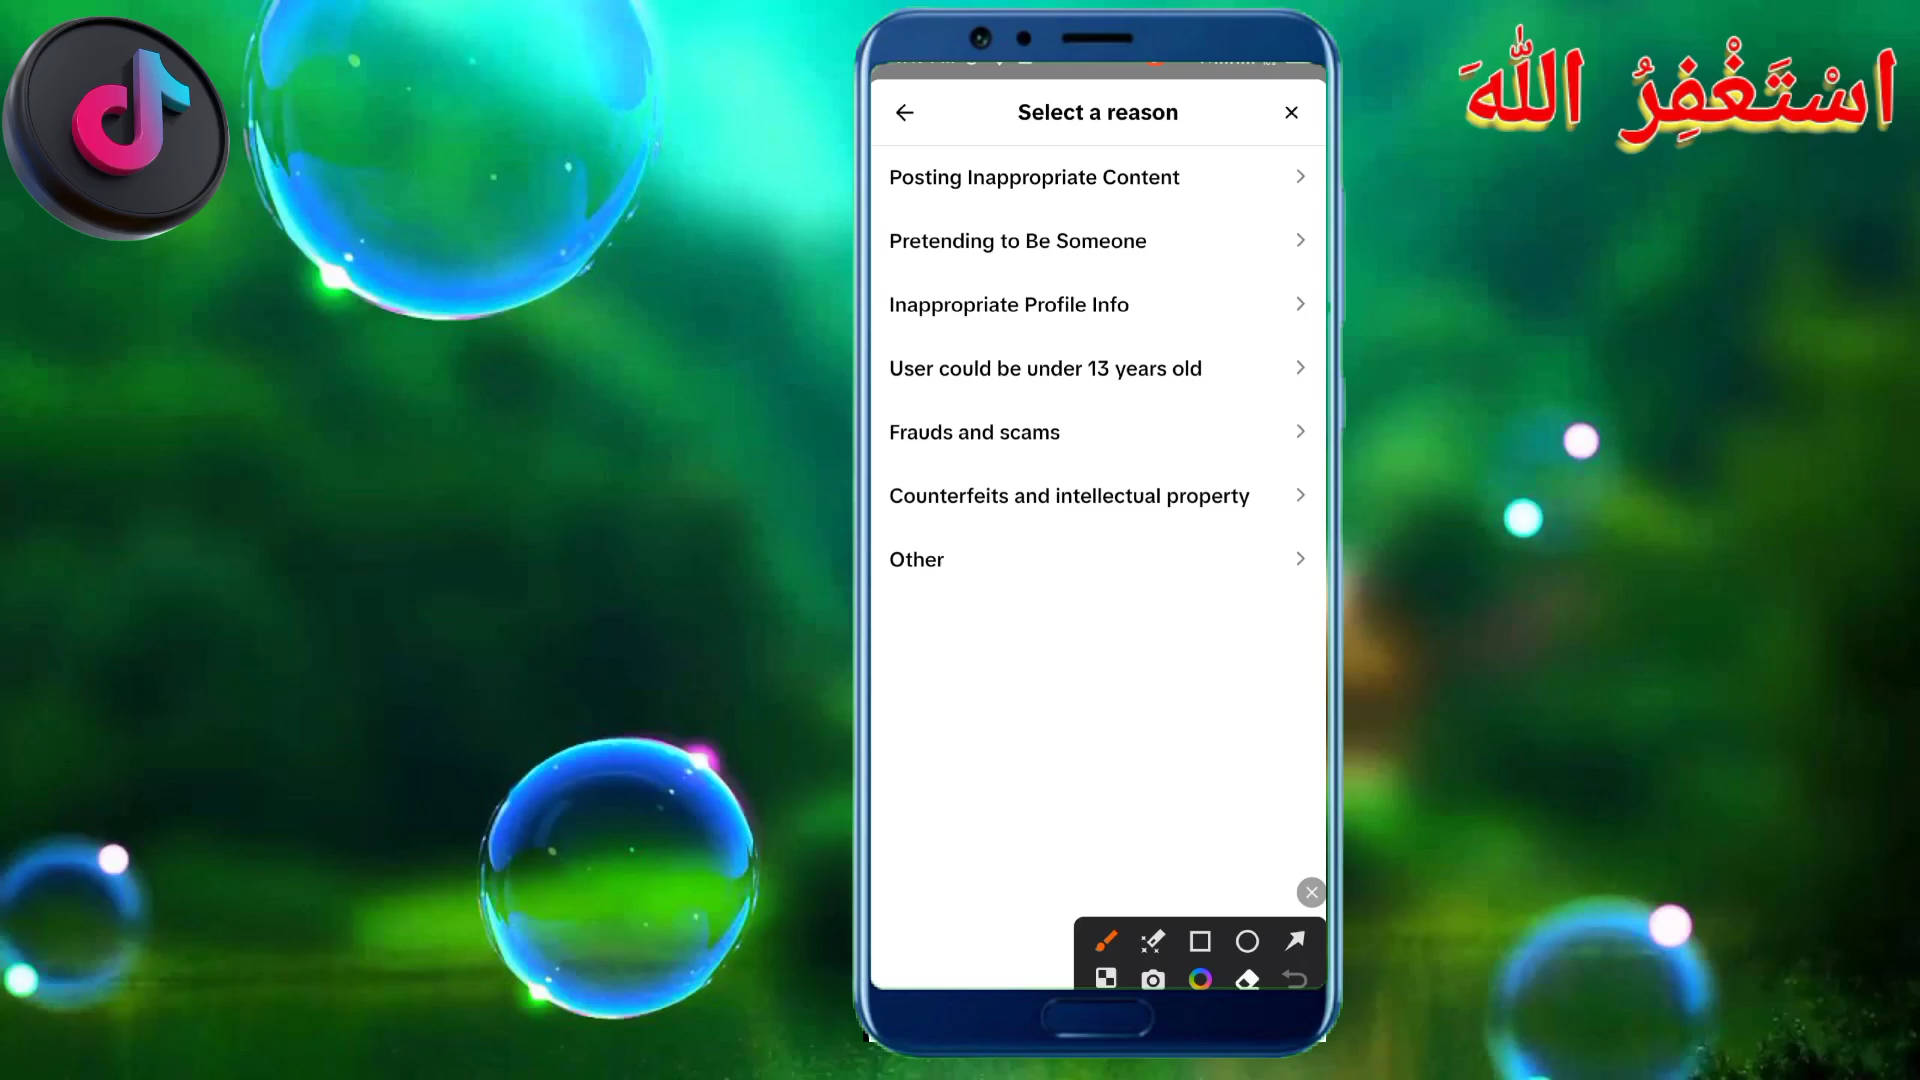 اسْتَغْفِرُ اللّٰهَ
Select a reason
Posting Inappropriate Content
Pretending to Be Someone
Inappropriate Profile Info
User could be under 13 years old
Frauds and scams
Counterfeits and intellectual property
Other